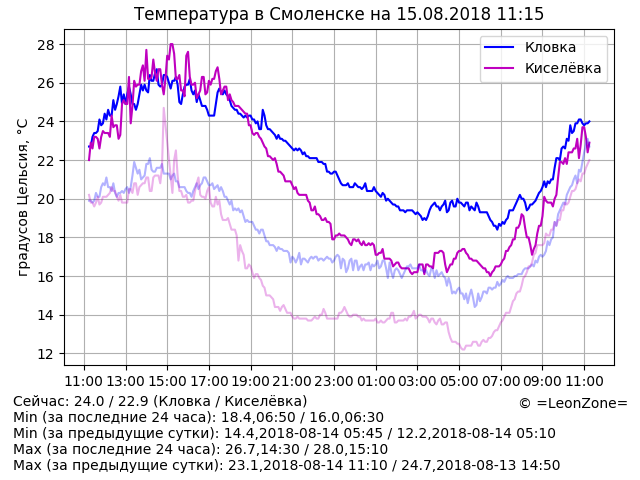 Температура в Смоленске на 15.08.2018 11:15
градусов Цельсия, °C
28
26
24
22
20
18
16
14
12
Кловка
Киселёвка
11:00 13:00 15:00 17:00 19:00 21:00 23:00 01:00 03:00 05:00 07:00 09:00 11:00
Сейчас: 24.0 / 22.9 (Кловка / Киселёвка)
© =LeonZone=
Min (за последние 24 часа): 18.4,06:50 / 16.0,06:30
Min (за предыдущие сутки): 14.4,2018-08-14 05:45 / 12.2,2018-08-14 05:10
Max (за последние 24 часа): 26.7,14:30 / 28.0,15:10
Max (за предыдущие сутки): 23.1,2018-08-14 11:10 / 24.7,2018-08-13 14:50